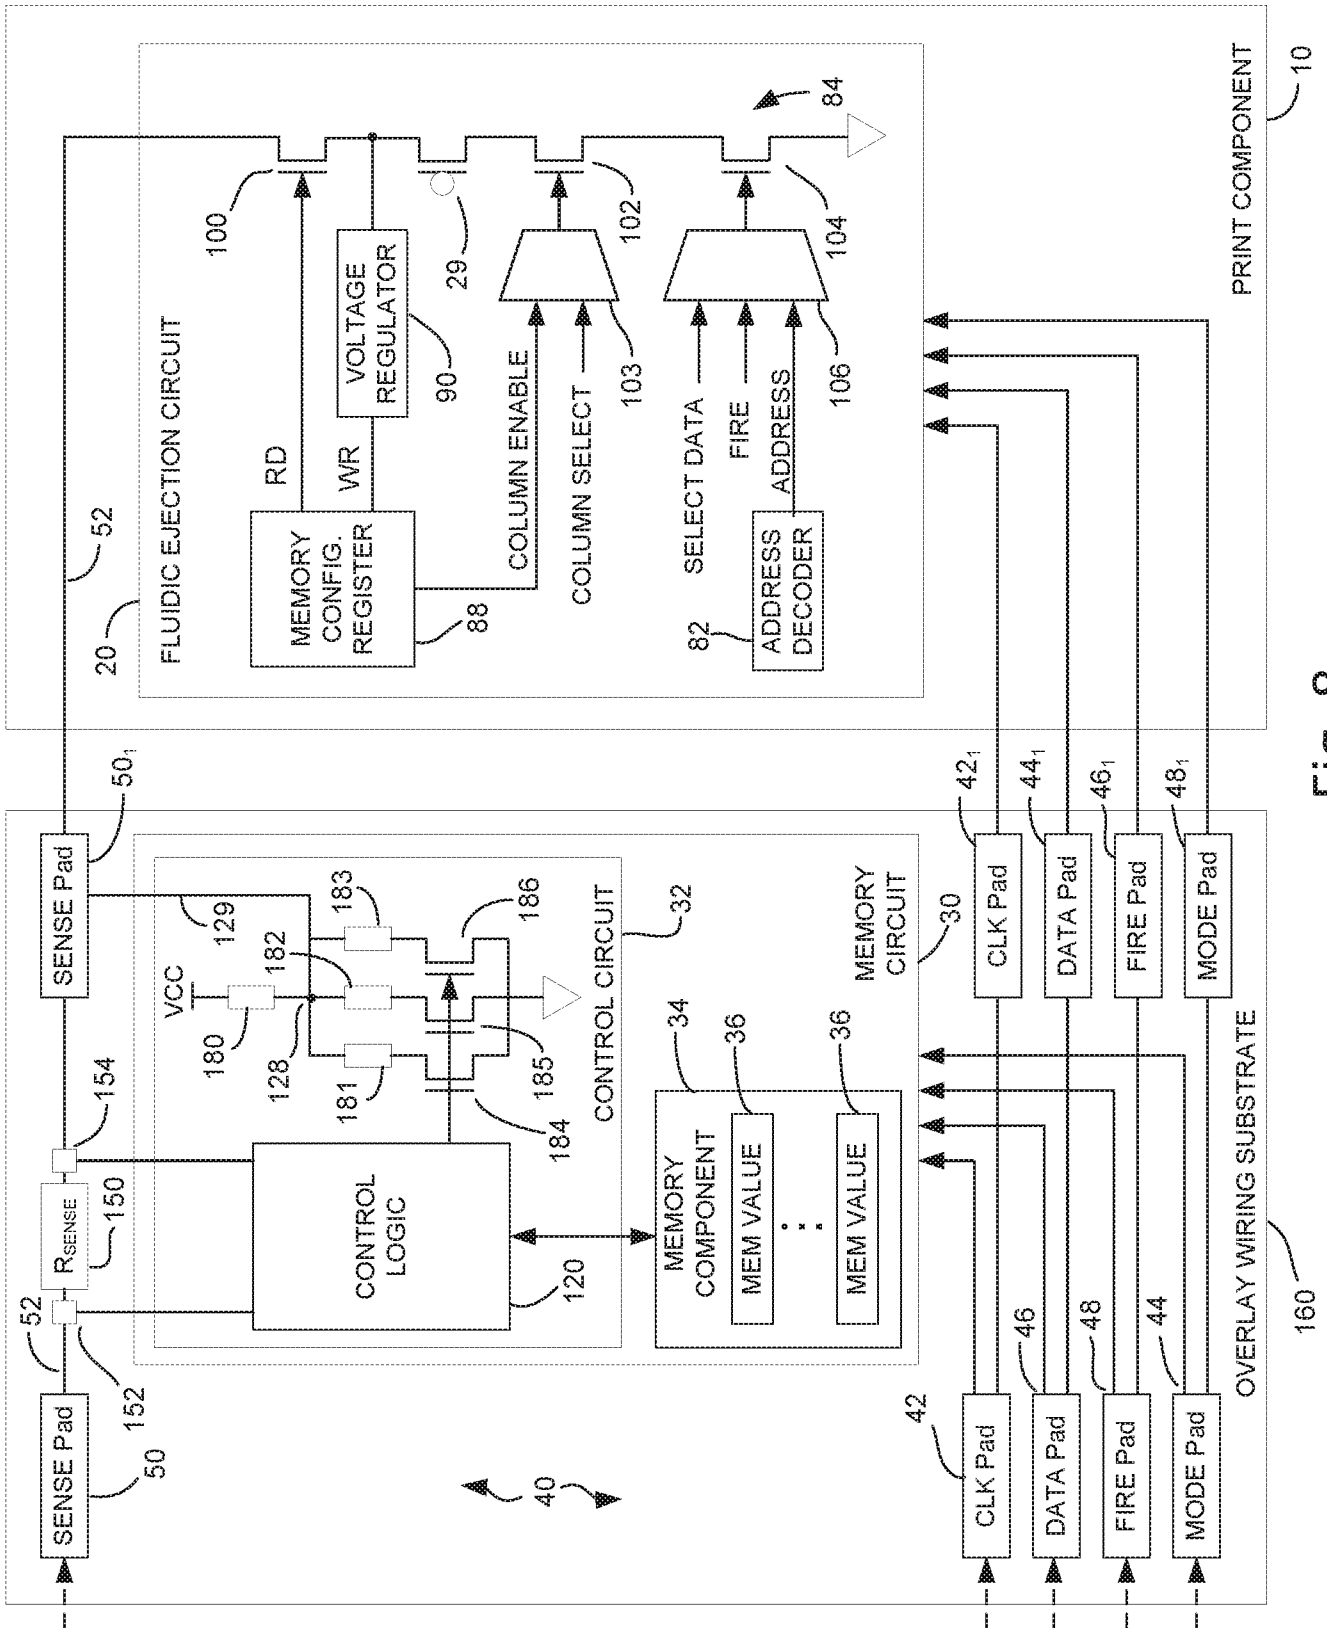 SENSE Pad
50
52
152
RSENSE
150
154
SENSE Pad
50₁
129
52
20
FLUIDIC EJECTION CIRCUIT
VCC
180
128
181
182
183
184
185
186
CONTROL
LOGIC
120
CONTROL CIRCUIT
32
40
MEMORY
COMPONENT
34
MEM VALUE
36
MEM VALUE
36
MEMORY
CIRCUIT
30
MEMORY
CONFIG.
REGISTER
88
RD
WR
VOLTAGE
REGULATOR
90
100
29
COLUMN ENABLE
COLUMN SELECT
103
102
SELECT DATA
FIRE
ADDRESS
ADDRESS
DECODER
82
106
104
84
CLK Pad
42
DATA Pad
46
FIRE Pad
48
MODE Pad
44
CLK Pad
42₁
DATA Pad
44₁
FIRE Pad
46₁
MODE Pad
48₁
OVERLAY WIRING SUBSTRATE
160
PRINT COMPONENT
10